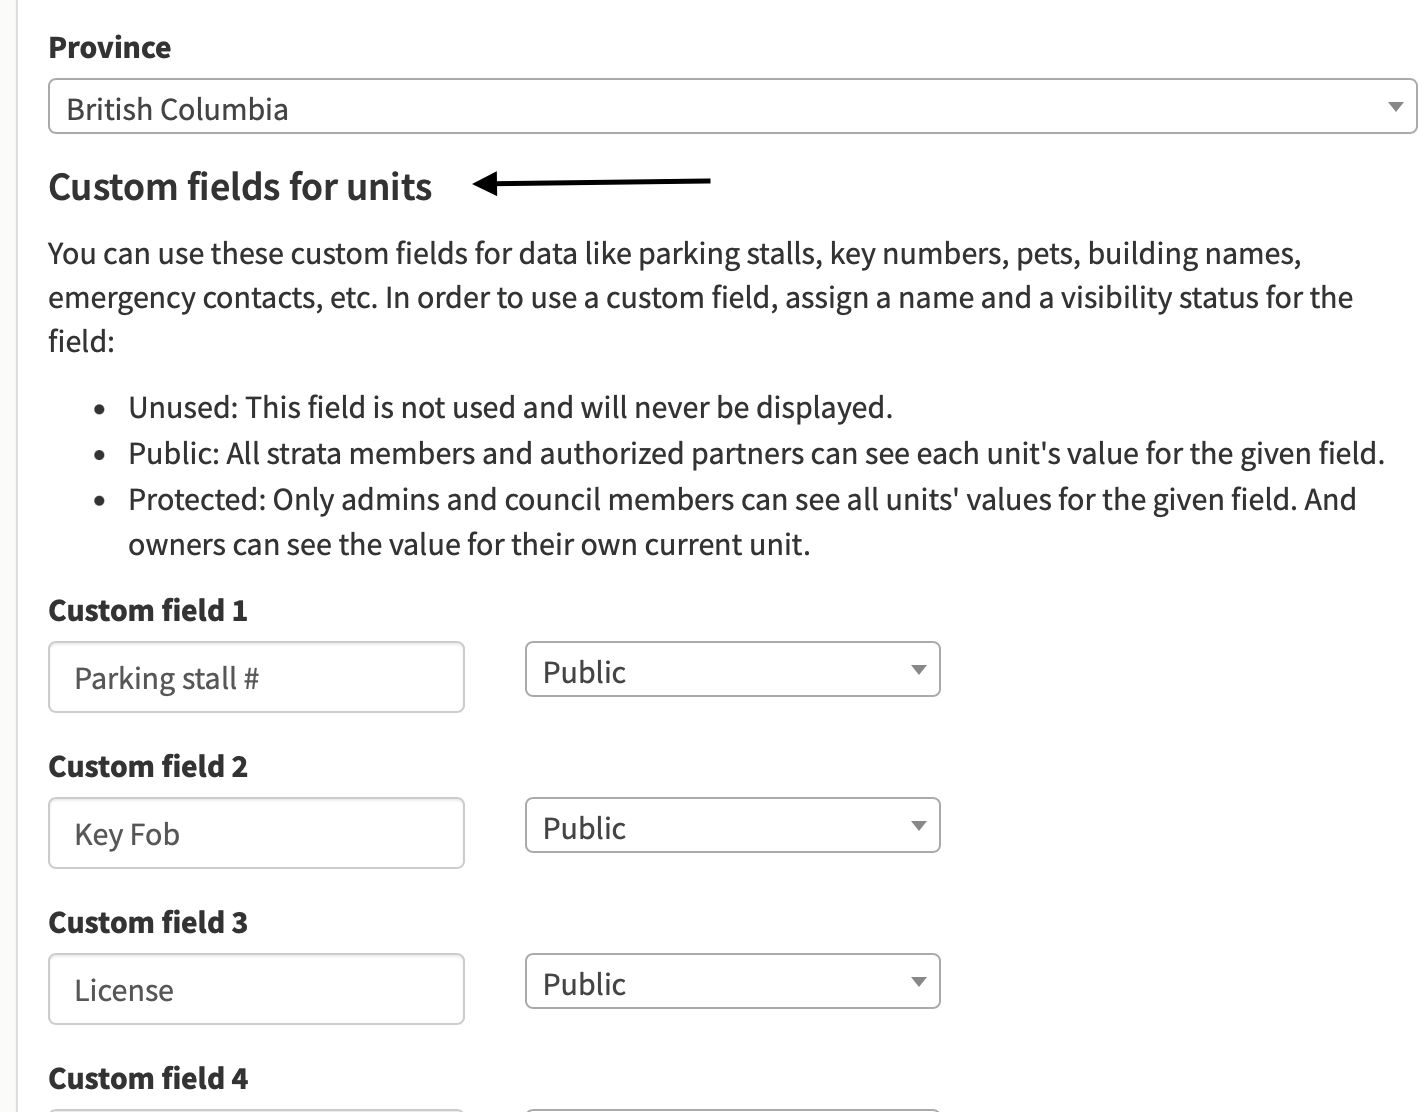 Province
British Columbia
Custom fields for units
You can use these custom fields for data like parking stalls, key numbers, pets, building names,
emergency contacts, etc. In order to use a custom field, assign a name and a visibility status for the
field:
• Unused: This field is not used and will never be displayed.
• Public: All strata members and authorized partners can see each unit's value for the given field.
• Protected: Only admins and council members can see all units' values for the given field. And
owners can see the value for their own current unit.
Custom field 1
Parking stall # Public
Custom field 2
Key Fob Public
Custom field 3
License Public
Custom field 4